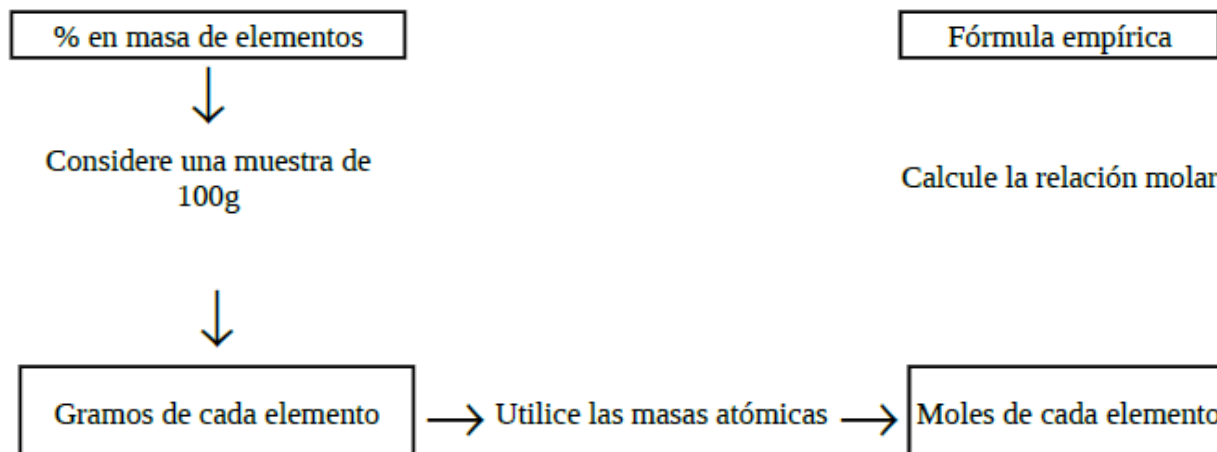 % en masa de elementos
Fórmula empírica
Considere una muestra de
100g
Calcule la relación molar
Gramos de cada elemento
Utilice las masas atómicas
Moles de cada elemento